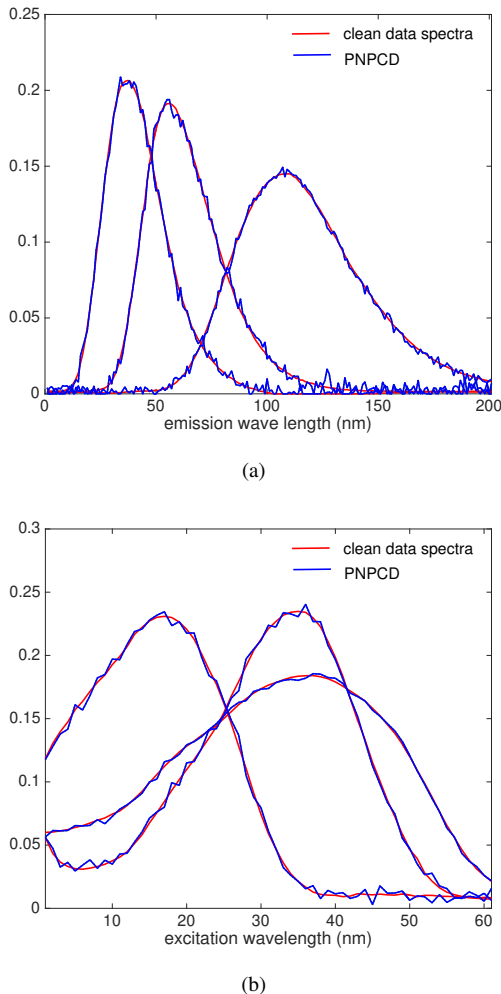 0.25
clean data spectra
PNPCD
0.2
0.15
0.1
0.05
0
0 50 100 150 200
emission wave length (nm)
(a)
0.3
clean data spectra
PNPCD
0.25
0.2
0.15
0.1
0.05
0
10 20 30 40 50 60
excitation wavelength (nm)
(b)